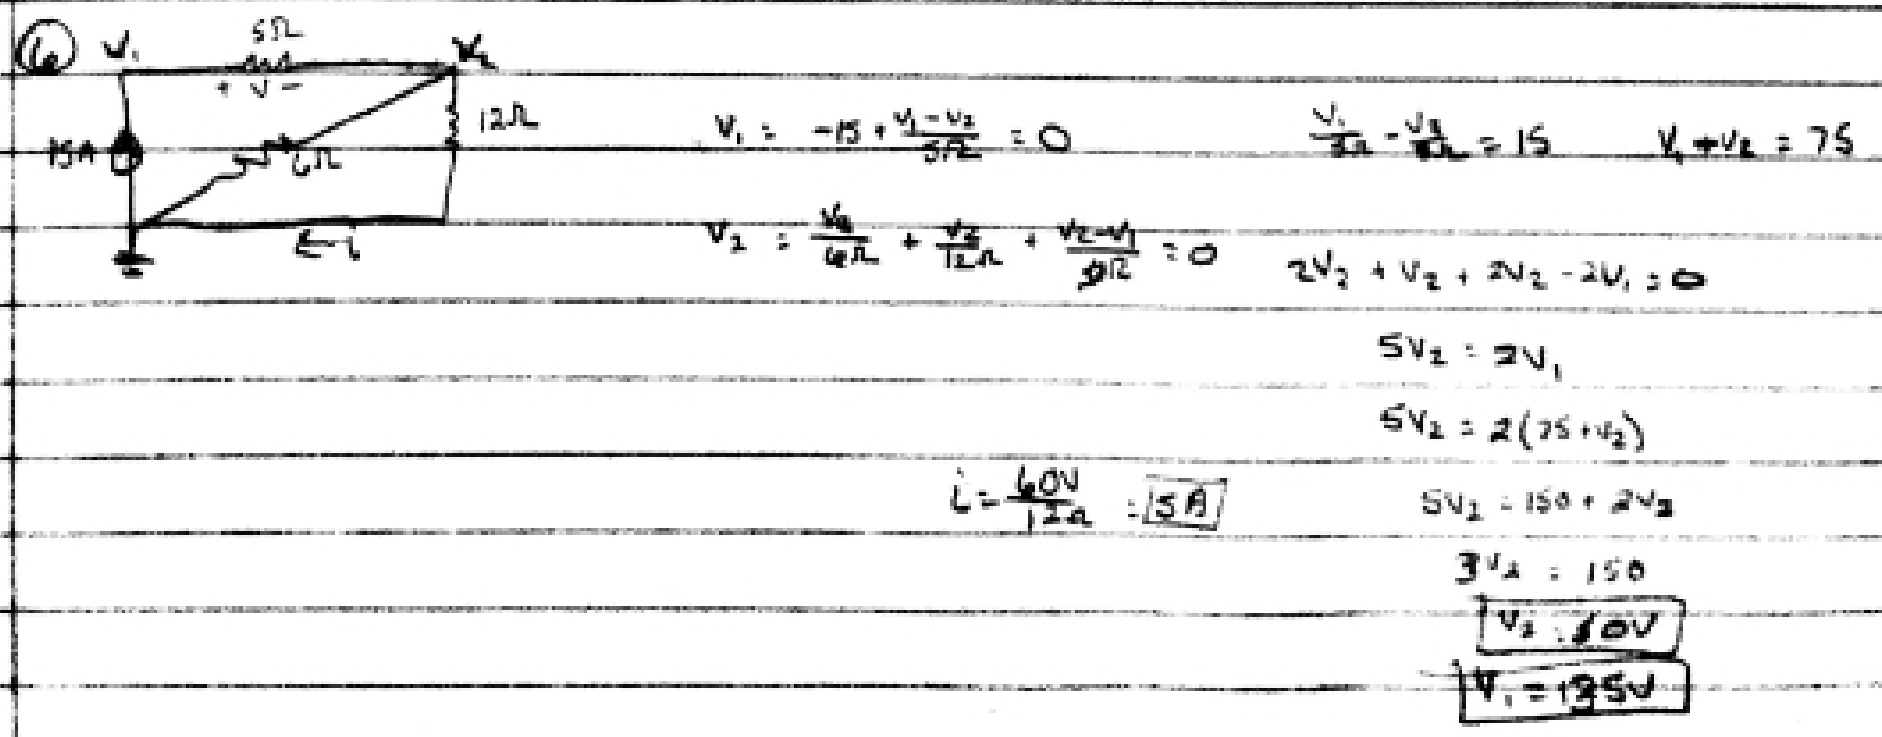 6 V₁ 5Ω V₂
+ V -
12Ω
15A 6Ω
← i
V₁ = -15 + (V₁ - V₂)/5Ω = 0
V₁/5Ω - V₂/5Ω = 15 V₁ + V₂ = 75
V₂ = V₂/6Ω + V₂/12Ω + (V₂-V₁)/5Ω = 0
2V₂ + V₂ + 2V₂ - 2V₁ = 0
5V₂ = 2V₁
5V₂ = 2(75 + V₂)
i = 60V/12Ω = 5A
5V₂ = 150 + 2V₂
3V₂ = 150
V₂ = 60V
V₁ = 135V